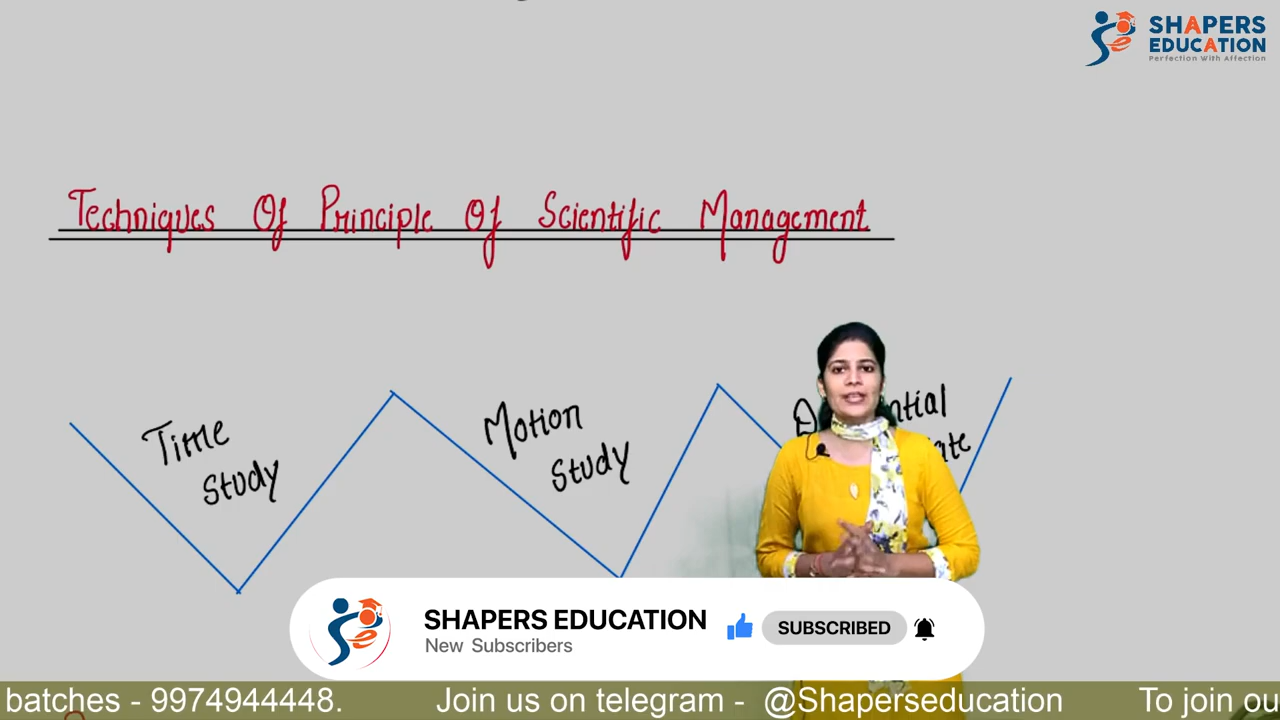 SHAPERS
EDUCATION
Perfection With Affection
Techniques Of Principle Of Scientific Management
Time
Study
Motion
Study
SHAPERS EDUCATION
New Subscribers
SUBSCRIBED
batches - 9974944448. Join us on telegram - @Shaperseducation To join